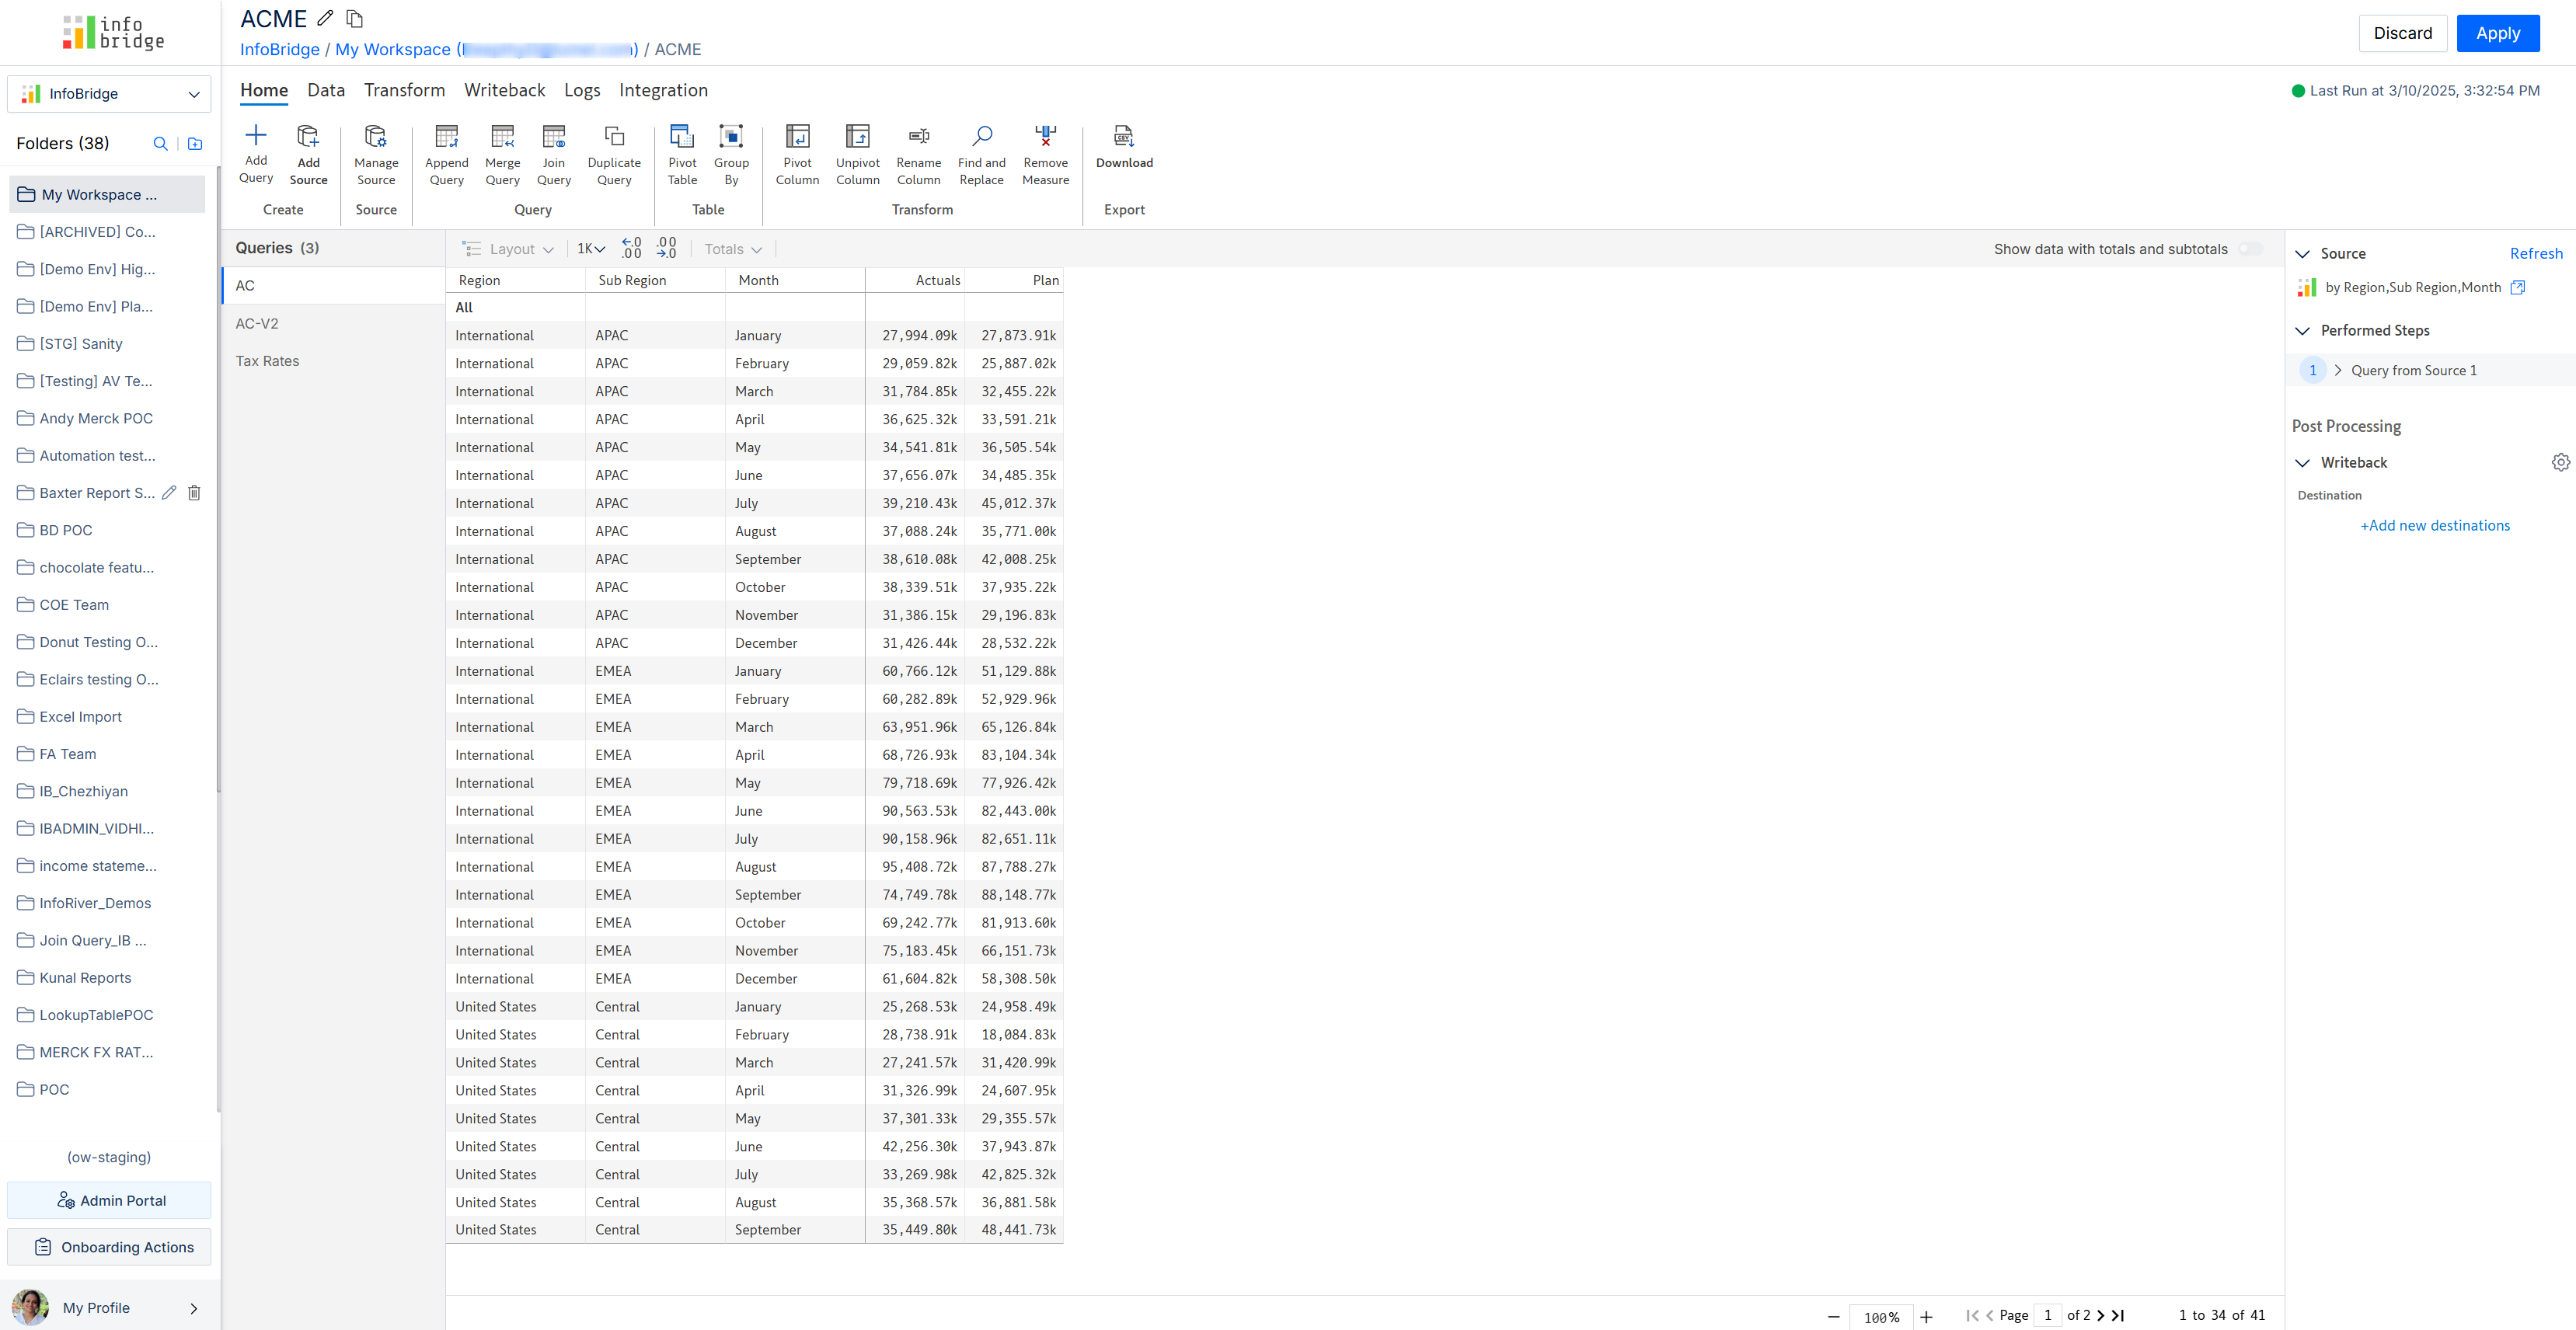 info
bridge
ACME
InfoBridge / My Workspace ( ) / ACME
Discard
Apply
InfoBridge
Home Data Transform Writeback Logs Integration
Last Run at 3/10/2025, 3:32:54 PM
Folders (38)
Add Query
Add Source
Create
Manage Source
Source
Append Query
Merge Query
Join Query
Duplicate Query
Query
Pivot Table
Group By
Table
Pivot Column
Unpivot Column
Rename Column
Find and Replace
Remove Measure
Transform
CSV
Download
Export
My Workspace ...
[ARCHIVED] Co...
[Demo Env] Hig...
[Demo Env] Pla...
[STG] Sanity
[Testing] AV Te...
Andy Merck POC
Automation test...
Baxter Report S...
BD POC
chocolate featu...
COE Team
Donut Testing O...
Eclairs testing O...
Excel Import
FA Team
IB_Chezhiyan
IBADMIN_VIDHI...
income stateme...
InfoRiver_Demos
Join Query_IB ...
Kunal Reports
LookupTablePOC
MERCK FX RAT...
POC
(ow-staging)
Admin Portal
Onboarding Actions
My Profile
Queries (3)
AC
AC-V2
Tax Rates
Layout 1K .0 .00 .00 .0 Totals
Show data with totals and subtotals
Region Sub Region Month Actuals Plan
All
International APAC January 27,994.09k 27,873.91k
International APAC February 29,059.82k 25,887.02k
International APAC March 31,784.85k 32,455.22k
International APAC April 36,625.32k 33,591.21k
International APAC May 34,541.81k 36,505.54k
International APAC June 37,656.07k 34,485.35k
International APAC July 39,210.43k 45,012.37k
International APAC August 37,088.24k 35,771.00k
International APAC September 38,610.08k 42,008.25k
International APAC October 38,339.51k 37,935.22k
International APAC November 31,386.15k 29,196.83k
International APAC December 31,426.44k 28,532.22k
International EMEA January 60,766.12k 51,129.88k
International EMEA February 60,282.89k 52,929.96k
International EMEA March 63,951.96k 65,126.84k
International EMEA April 68,726.93k 83,104.34k
International EMEA May 79,718.69k 77,926.42k
International EMEA June 90,563.53k 82,443.00k
International EMEA July 90,158.96k 82,651.11k
International EMEA August 95,408.72k 87,788.27k
International EMEA September 74,749.78k 88,148.77k
International EMEA October 69,242.77k 81,913.60k
International EMEA November 75,183.45k 66,151.73k
International EMEA December 61,604.82k 58,308.50k
United States Central January 25,268.53k 24,958.49k
United States Central February 28,738.91k 18,084.83k
United States Central March 27,241.57k 31,420.99k
United States Central April 31,326.99k 24,607.95k
United States Central May 37,301.33k 29,355.57k
United States Central June 42,256.30k 37,943.87k
United States Central July 33,269.98k 42,825.32k
United States Central August 35,368.57k 36,881.58k
United States Central September 35,449.80k 48,441.73k
100% Page 1 of 2 1 to 34 of 41
Source Refresh
by Region,Sub Region,Month
Performed Steps
1 Query from Source 1
Post Processing
Writeback
Destination
+Add new destinations